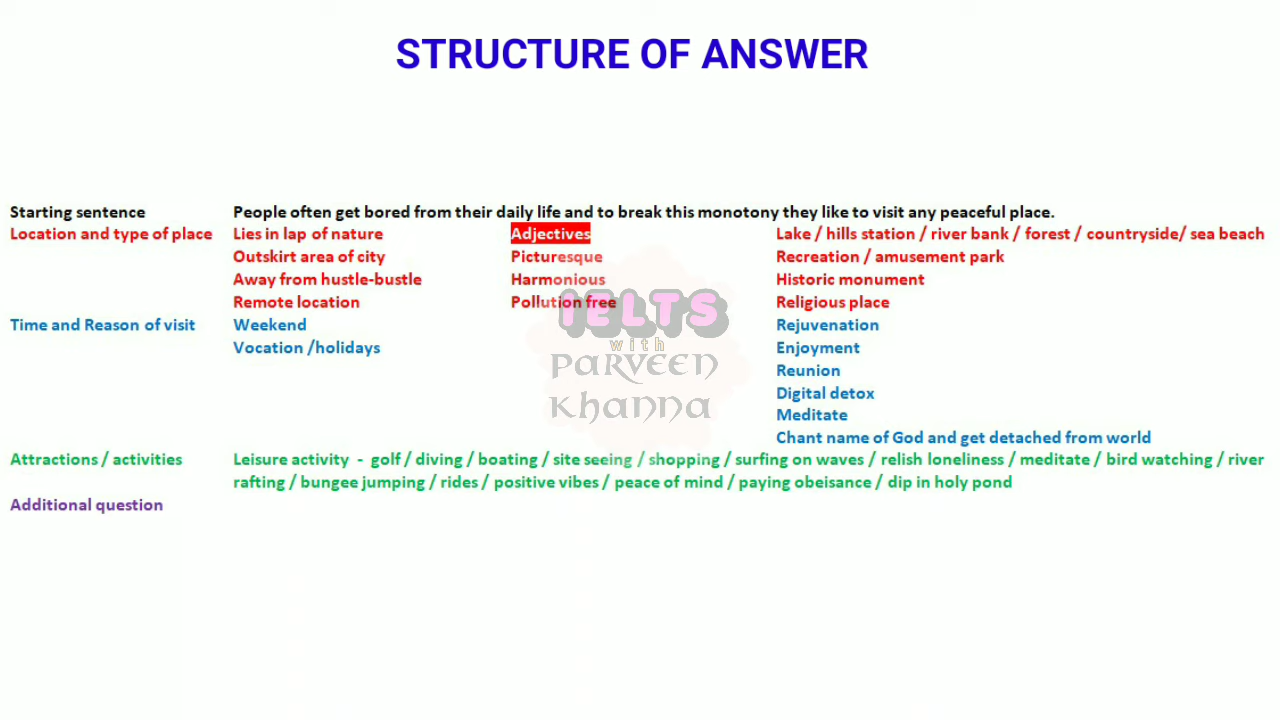 STRUCTURE OF ANSWER
Starting sentence People often get bored from their daily life and to break this monotony they like to visit any peaceful place.
Location and type of place Lies in lap of nature Adjectives Lake / hills station / river bank / forest / countryside/ sea beach
Outskirt area of city Picturesque Recreation / amusement park
Away from hustle-bustle Harmonious Historic monument
Remote location Pollution free Religious place
Time and Reason of visit Weekend Rejuvenation
Vocation /holidays Enjoyment
Reunion
Digital detox
Meditate
Chant name of God and get detached from world
Attractions / activities Leisure activity - golf / diving / boating / site seeing / shopping / surfing on waves / relish loneliness / meditate / bird watching / river
rafting / bungee jumping / rides / positive vibes / peace of mind / paying obeisance / dip in holy pond
Additional question
IELTS
with
PARVEEN
Khanna